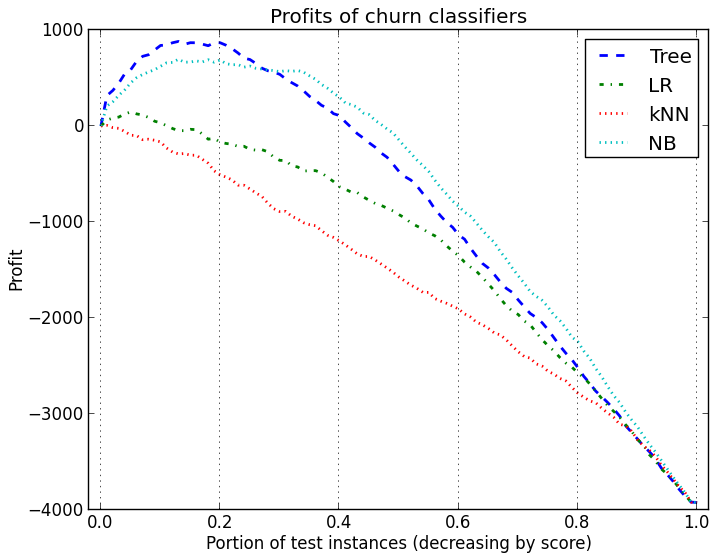 Profits of churn classifiers
1000
0
−1000
−2000
−3000
−4000
Profit
Tree
LR
kNN
NB
0.0 0.2 0.4 0.6 0.8 1.0
Portion of test instances (decreasing by score)